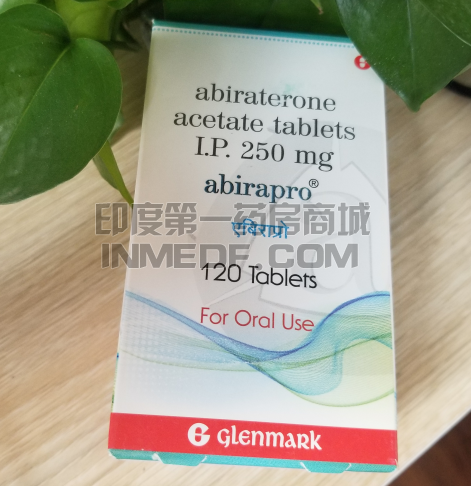 abiraterone
acetate tablets
I.P. 250 mg
abirapro®
印度第一药房商城
एबिराप्रो
INMEDE.COM
120 Tablets
For Oral Use
G glenmark